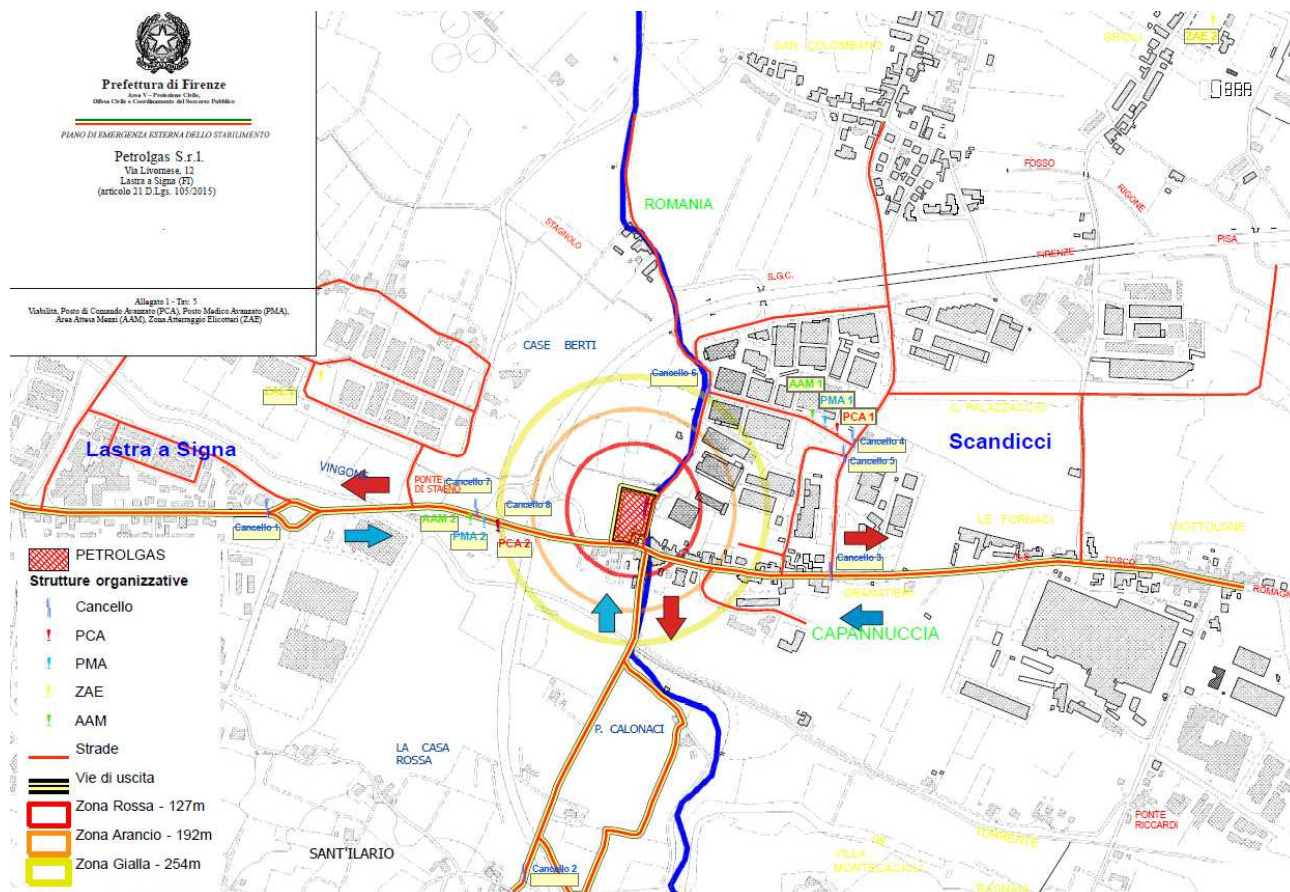 Prefettura di Firenze
Area V – Protezione Civile,
Difesa Civile e Coordinamento del Soccorso Pubblico
PIANO DI EMERGENZA ESTERNA DELLO STABILIMENTO
Petrolgas S.r.l.
Via Livornese, 12
Lastra a Signa (FI)
(articolo 21 D.Lgs. 105/2015)
Allegato 1 - Tav. 5
Viabilità, Posto di Comando Avanzato (PCA), Posto Medico Avanzato (PMA),
Area Attesa Mezzi (AAM), Zona Atterraggio Elicotteri (ZAE)
SAN COLOMBANO
GRIOLI
ZAE 2
FOSSO
RIGONE
ROMANIA
STAGNOLO
PISA
FIRENZE
S.G.C.
CASE BERTI
Cancello 6
AAM 1
PMA 1
PCA 1
IL PALAZZACCIO
Cancello 4
Scandicci
Cancello 5
Lastra a Signa
VINGONE
PONTE
DI STAGNO
Cancello 7
Cancello 8
AAM 2
PMA 2
PCA 2
Cancello 1
LE FORNACI
VIOTTOLONE
Cancello 3
S.S.
TOSCO
ROMAGN
GRANATIERI
CAPANNUCCIA
PETROLGAS
Strutture organizzative
Cancello
PCA
PMA
ZAE
AAM
Strade
Vie di uscita
Zona Rossa - 127m
Zona Arancio - 192m
Zona Gialla - 254m
P. CALONACI
LA CASA
ROSSA
SANT'ILARIO
Cancello 2
PONTE
RICCARDI
TORRENTE
VILLA